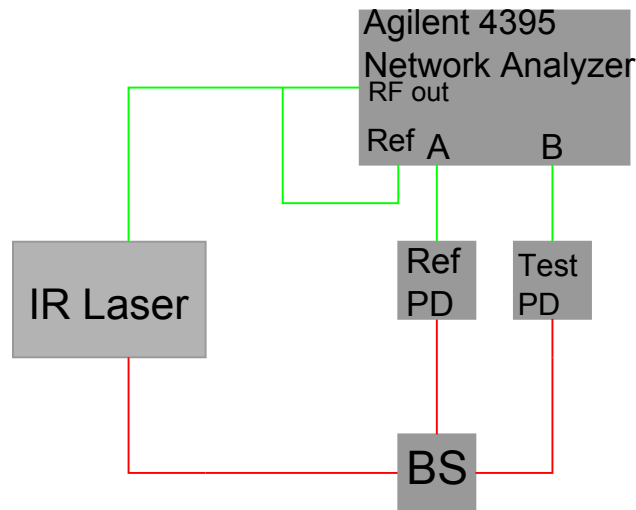 Agilent 4395
Network Analyzer
RF out
Ref A B
IR Laser
Ref
PD
Test
PD
BS